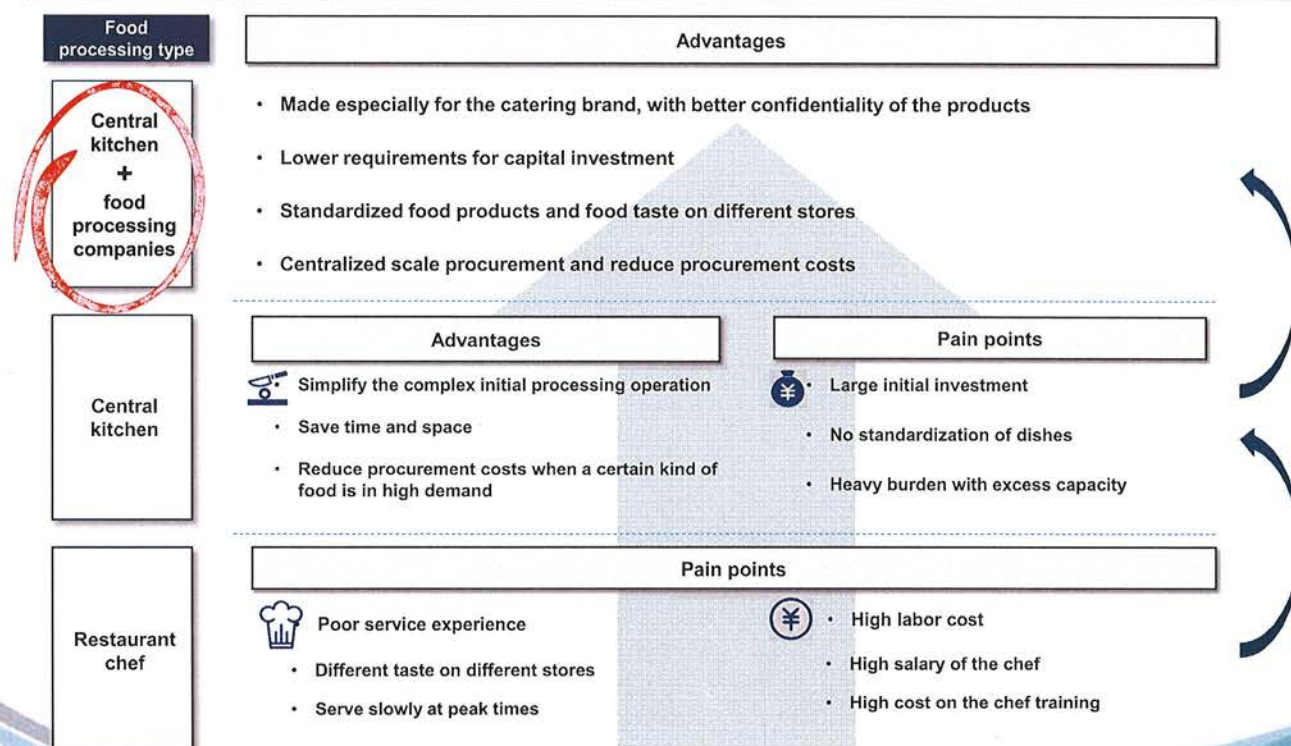 Food
processing type
Advantages
Central
kitchen
+
food
processing
companies
• Made especially for the catering brand, with better confidentiality of the products
• Lower requirements for capital investment
• Standardized food products and food taste on different stores
• Centralized scale procurement and reduce procurement costs
Central
kitchen
Advantages
Simplify the complex initial processing operation
• Save time and space
• Reduce procurement costs when a certain kind of
food is in high demand
Pain points
¥
• Large initial investment
• No standardization of dishes
• Heavy burden with excess capacity
Restaurant
chef
Pain points
Poor service experience
• Different taste on different stores
• Serve slowly at peak times
¥
• High labor cost
• High salary of the chef
• High cost on the chef training